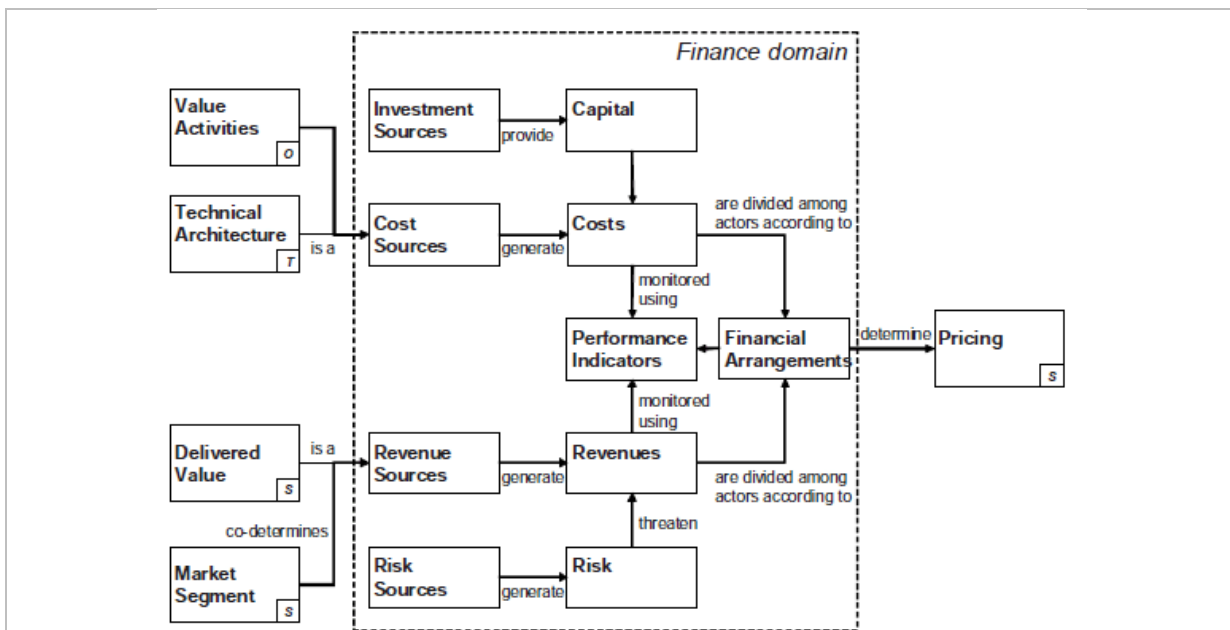 Finance domain
Value
Activities
O
Investment
Sources
provide
Capital
Technical
Architecture
T
is a
Cost
Sources
generate
Costs
are divided among
actors according to
monitored
using
Performance
Indicators
Financial
Arrangements
determine
Pricing
S
monitored
using
Delivered
Value
S
is a
Revenue
Sources
generate
Revenues
are divided among
actors according to
co-determines
threaten
Market
Segment
S
Risk
Sources
generate
Risk